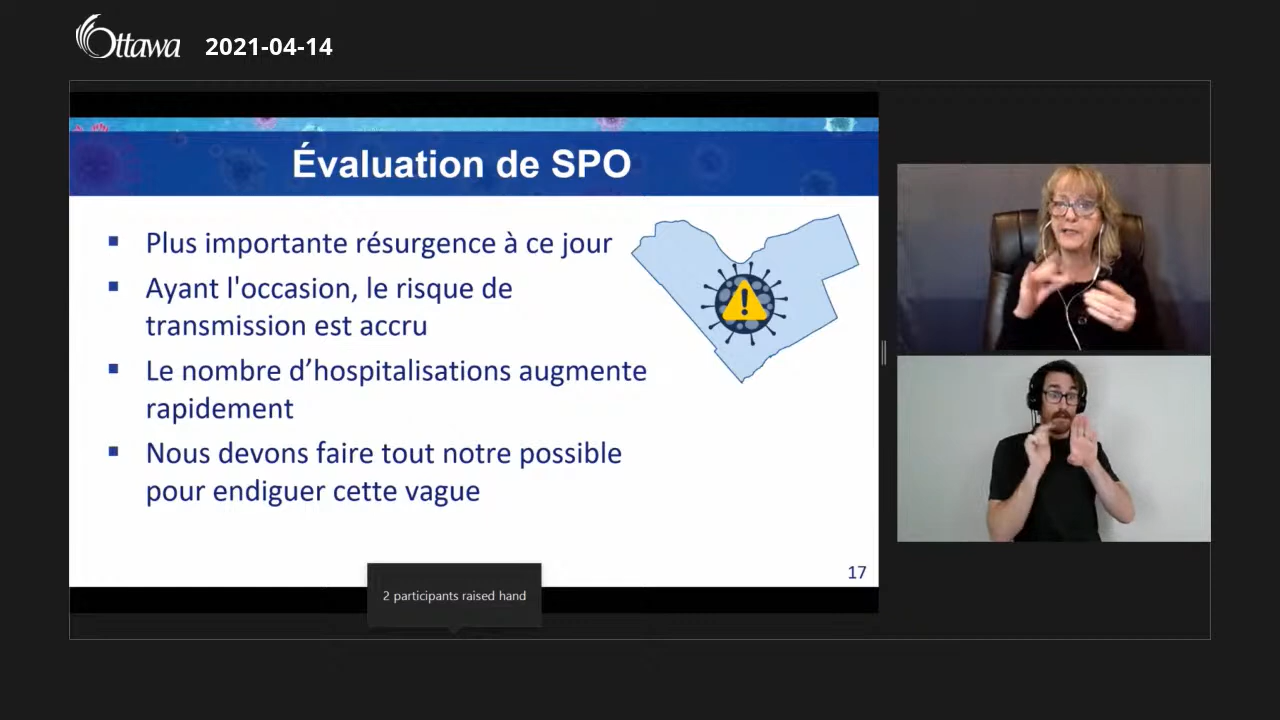 Ottawa 2021-04-14
Évaluation de SPO
Plus importante résurgence à ce jour
Ayant l'occasion, le risque de
transmission est accru
Le nombre d’hospitalisations augmente
rapidement
Nous devons faire tout notre possible
pour endiguer cette vague
17
2 participants raised hand